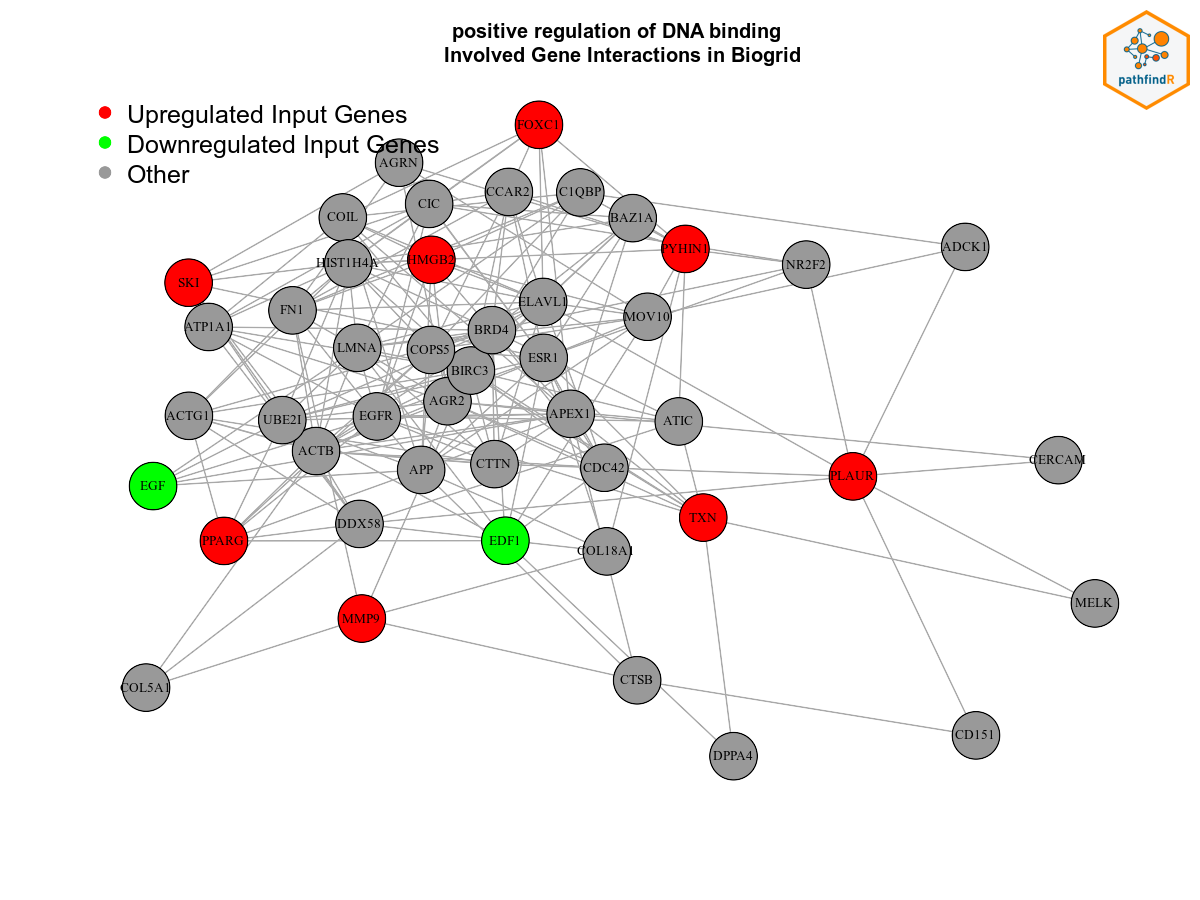 positive regulation of DNA binding
Involved Gene Interactions in Biogrid
pathfindR
Upregulated Input Genes
Downregulated Input Genes
Other
FOXC1
AGRN
CCAR2
C1QBP
CIC
COIL
BAZ1A
PYHIN1
ADCK1
HIST1H4A
HMGB2
NR2F2
SKI
ELAVL1
FN1
MOV10
ATP1A1
BRD4
LMNA
COPS5
ESR1
BIRC3
AGR2
ACTG1
UBE2I
EGFR
APEX1
ATIC
ACTB
CERCAM
APP
CTTN
CDC42
PLAUR
EGF
TXN
DDX58
PPARG
EDF1
COL18A1
MELK
MMP9
COL5A1
CTSB
CD151
DPPA4